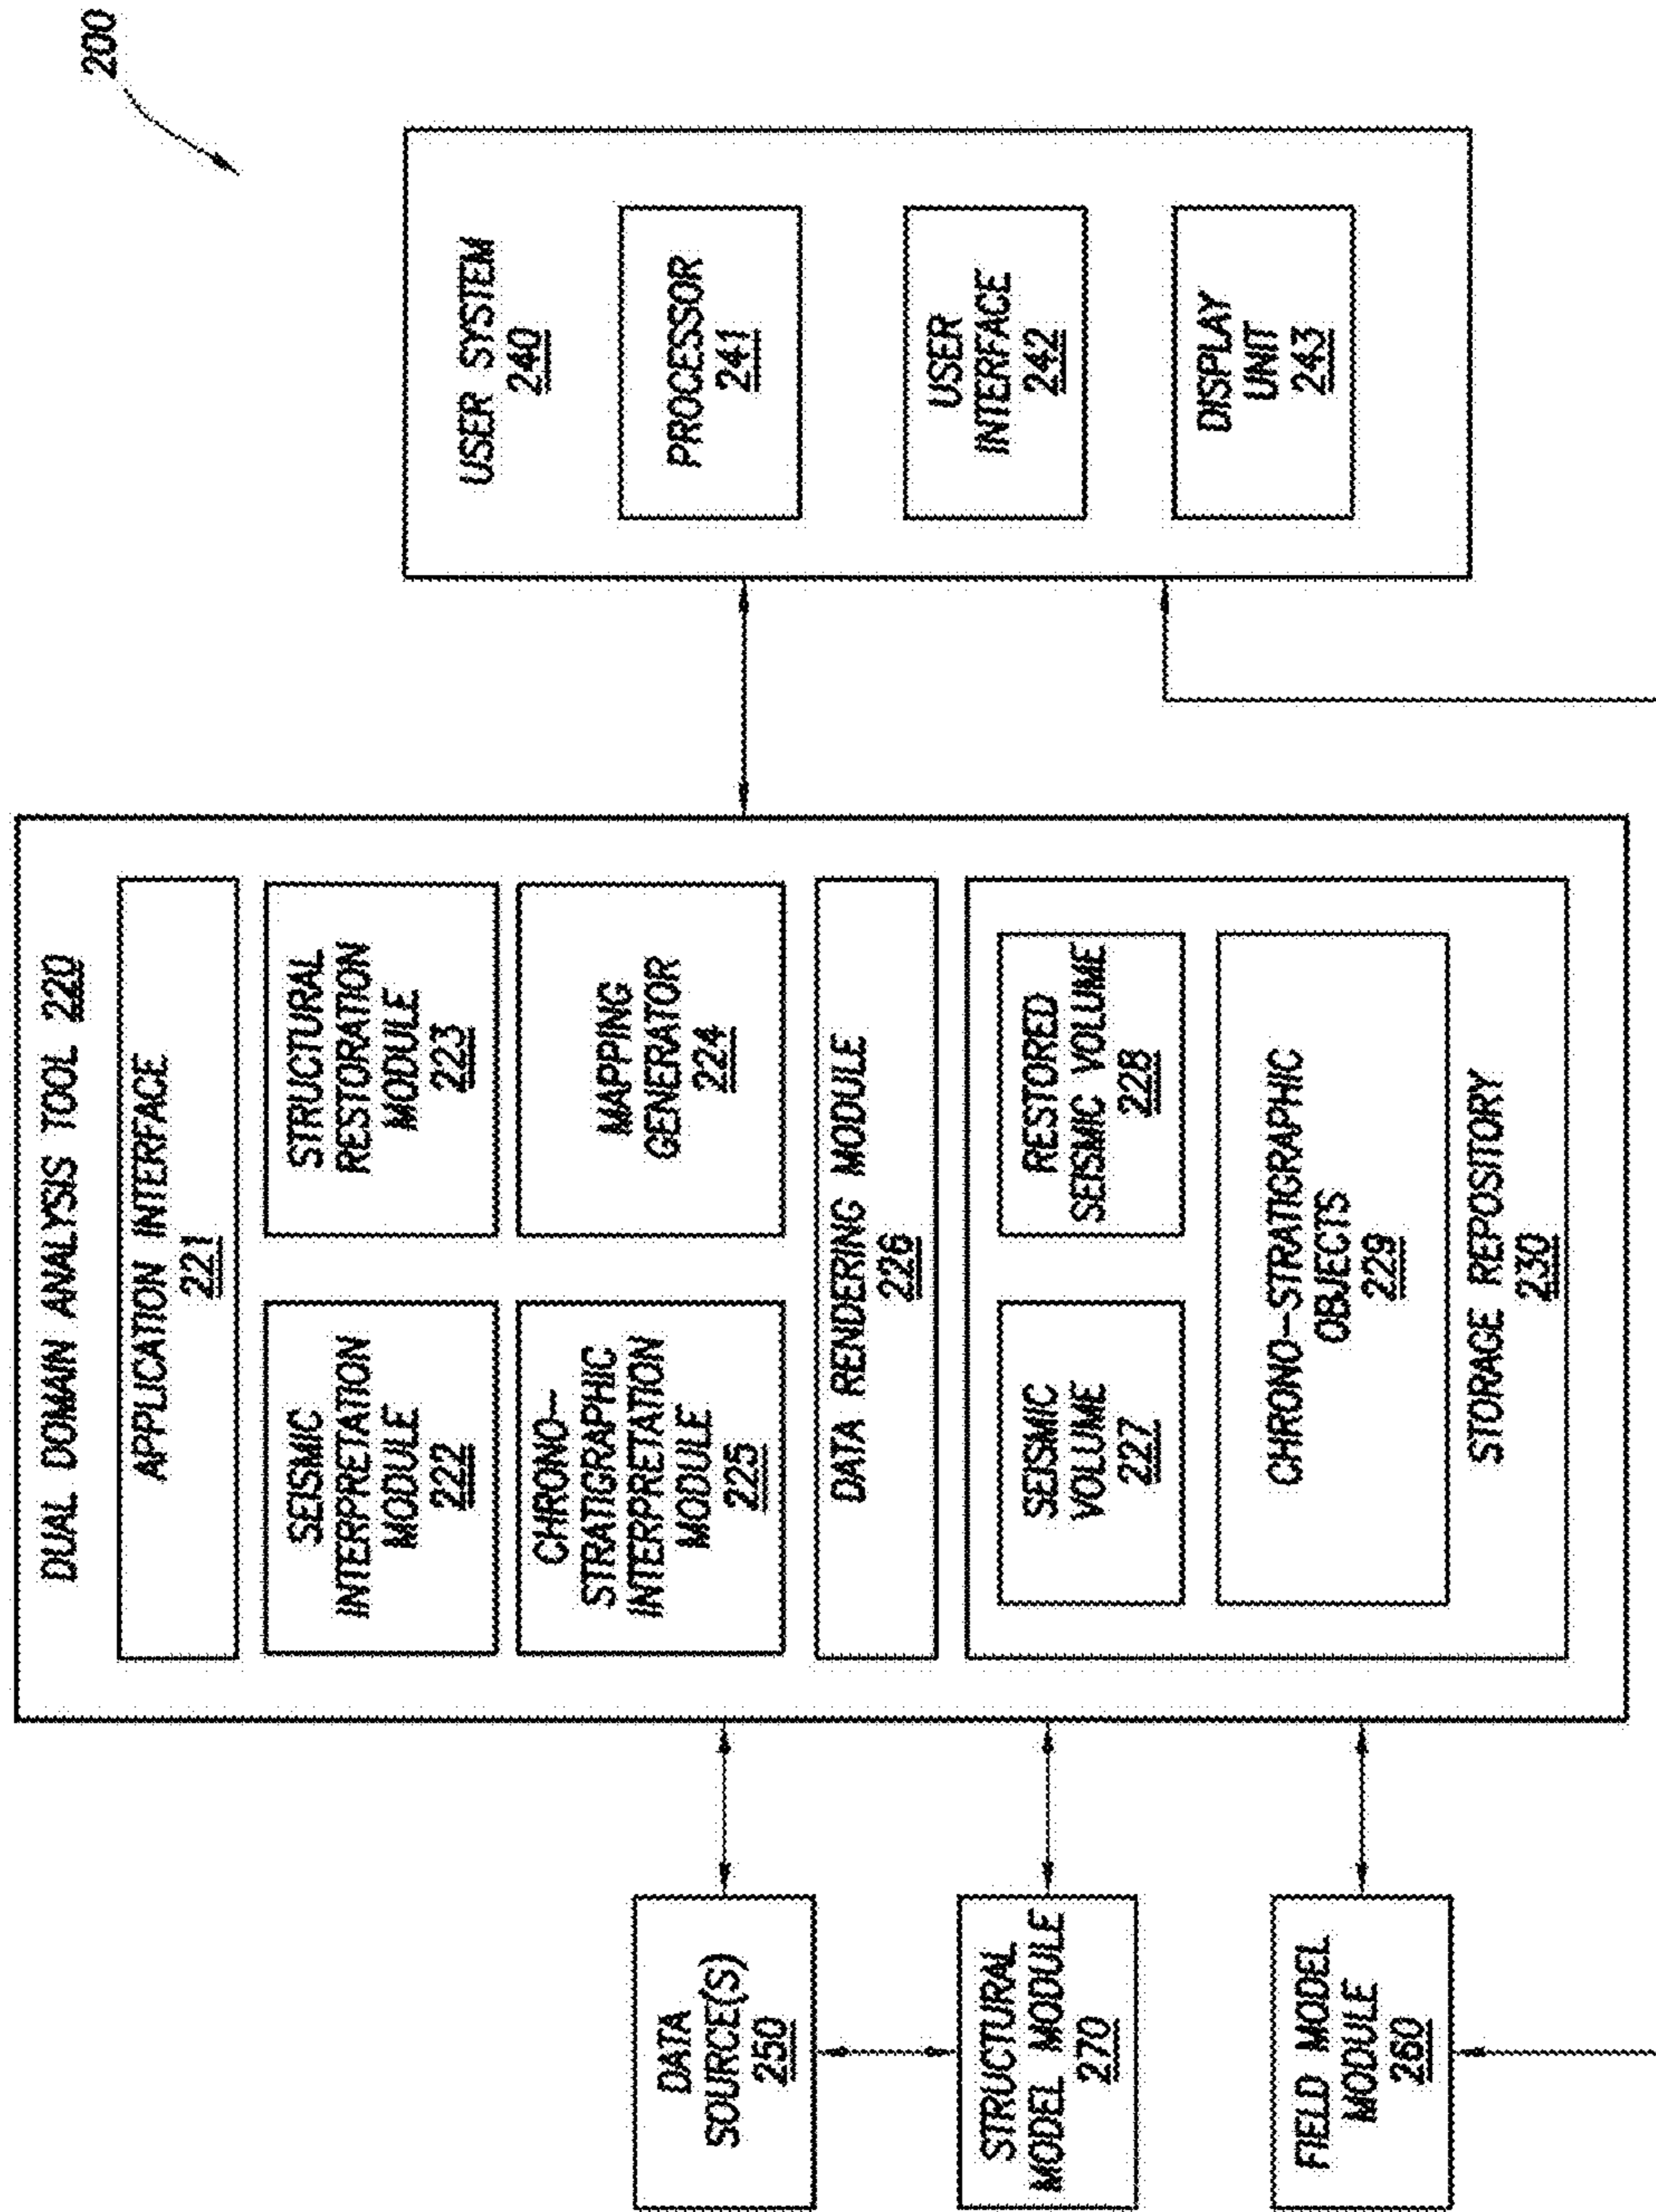 200
DUAL DOMAIN ANALYSIS TOOL 220
APPLICATION INTERFACE
221
SEISMIC
INTERPRETATION
MODULE
222
STRUCTURAL
RESTORATION
MODULE
223
CHRONO-
STRATIGRAPHIC
INTERPRETATION
MODULE
225
MAPPING
GENERATOR
224
DATA RENDERING MODULE
226
SEISMIC
VOLUME
227
RESTORED
SEISMIC VOLUME
228
CHRONO-STRATIGRAPHIC
OBJECTS
229
STORAGE REPOSITORY
230
DATA
SOURCE(S)
250
STRUCTURAL
MODEL MODULE
270
FIELD MODEL
MODULE
260
USER SYSTEM
240
PROCESSOR
241
USER
INTERFACE
242
DISPLAY
UNIT
243